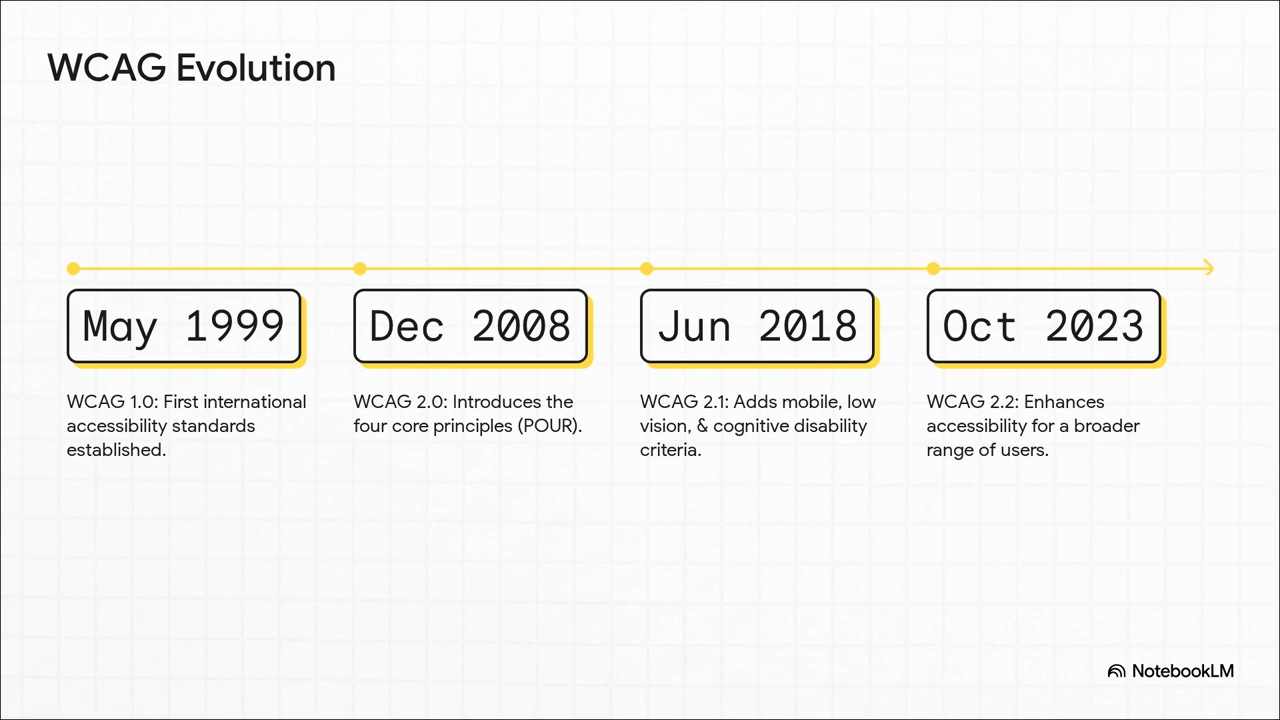 WCAG Evolution
May 1999
WCAG 1.0: First international
accessibility standards
established.
Dec 2008
WCAG 2.0: Introduces the
four core principles (POUR).
Jun 2018
WCAG 2.1: Adds mobile, low
vision, & cognitive disability
criteria.
Oct 2023
WCAG 2.2: Enhances
accessibility for a broader
range of users.
NotebookLM